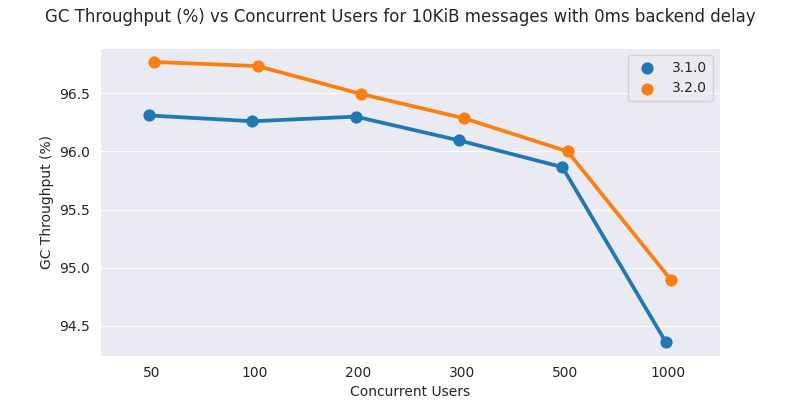 GC Throughput (%) vs Concurrent Users for 10KiB messages with 0ms backend delay
3.1.0
3.2.0
GC Throughput (%)
96.5
96.0
95.5
95.0
94.5
50 100 200 300 500 1000
Concurrent Users